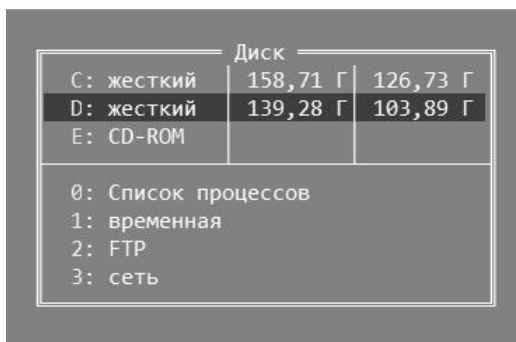 Диск
C: жесткий 158,71 Г 126,73 Г
D: жесткий 139,28 Г 103,89 Г
E: CD-ROM
0: Список процессов
1: временная
2: FTP
3: сеть